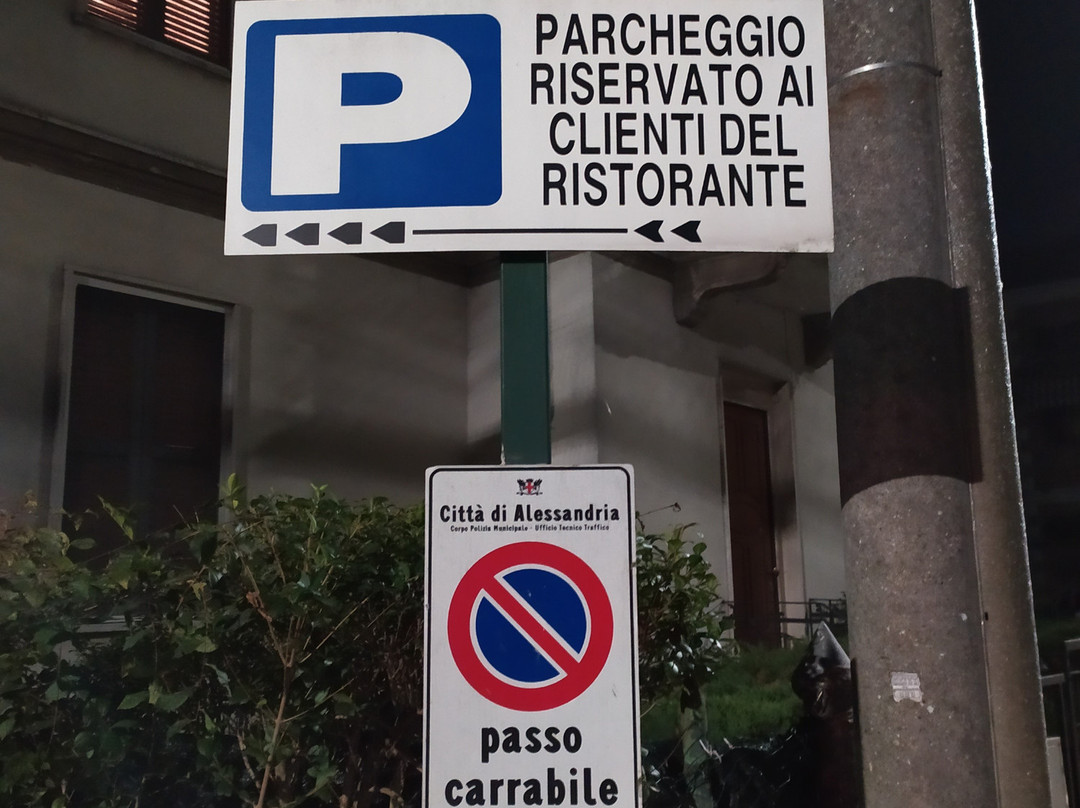 P
PARCHEGGIO
RISERVATO AI
CLIENTI DEL
RISTORANTE
Città di Alessandria
Corpo Polizia Municipale - Ufficio Tecnico Traffico
passo
carrabile